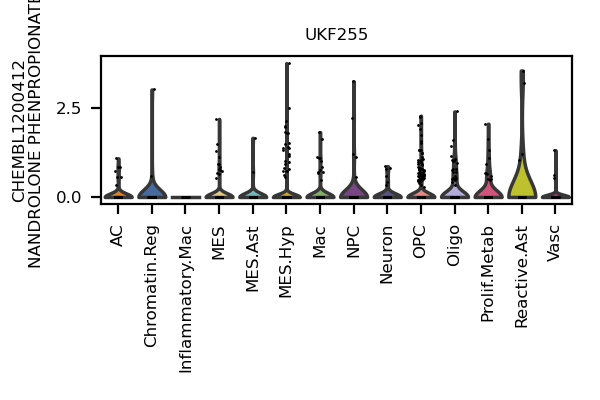 UKF255
CHEMBL1200412
NANDROLONE PHENPROPIONATE
2.5
0.0
AC
Chromatin.Reg
Inflammatory.Mac
MES
MES.Ast
MES.Hyp
Mac
NPC
Neuron
OPC
Oligo
Prolif.Metab
Reactive.Ast
Vasc